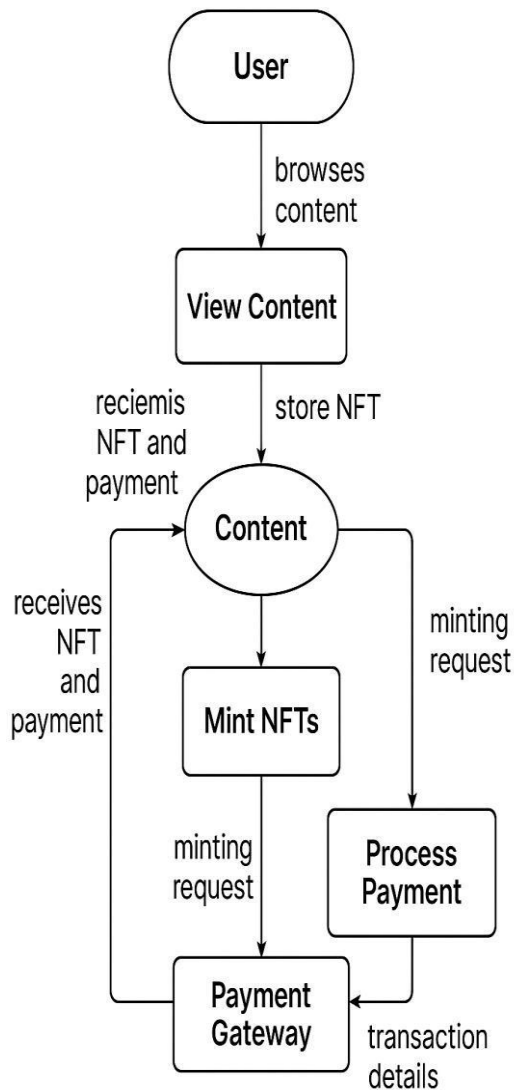 User
browses
content
View Content
reciemis
NFT and
payment
store NFT
Content
receives
NFT
and
payment
minting
request
Mint NFTs
minting
request
Process
Payment
Payment
Gateway
transaction
details